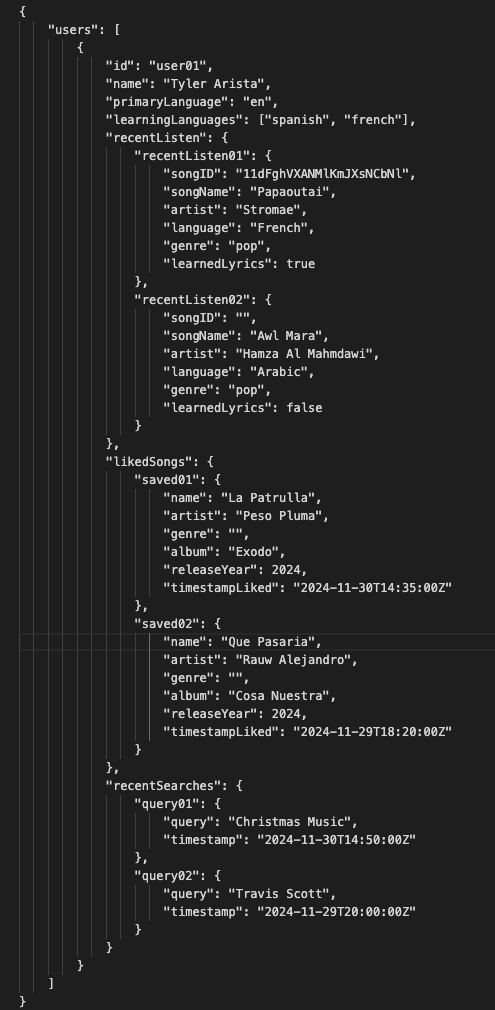 {
"users": [
{
"id": "user01",
"name": "Tyler Arista",
"primaryLanguage": "en",
"learningLanguages": ["spanish", "french"],
"recentListen": {
"recentListen01": {
"songID": "11dFghVXANMlKmJXsNCbNl",
"songName": "Papaoutai",
"artist": "Stromae",
"language": "French",
"genre": "pop",
"learnedLyrics": true
},
"recentListen02": {
"songID": "",
"songName": "Awl Mara",
"artist": "Hamza Al Mahmdawi",
"language": "Arabic",
"genre": "pop",
"learnedLyrics": false
}
},
"likedSongs": {
"saved01": {
"name": "La Patrulla",
"artist": "Peso Pluma",
"genre": "",
"album": "Exodo",
"releaseYear": 2024,
"timestampLiked": "2024-11-30T14:35:00Z"
},
"saved02": {
"name": "Que Pasaria",
"artist": "Rauw Alejandro",
"genre": "",
"album": "Cosa Nuestra",
"releaseYear": 2024,
"timestampLiked": "2024-11-29T18:20:00Z"
}
},
"recentSearches": {
"query01": {
"query": "Christmas Music",
"timestamp": "2024-11-30T14:50:00Z"
},
"query02": {
"query": "Travis Scott",
"timestamp": "2024-11-29T20:00:00Z"
}
}
}
]
}